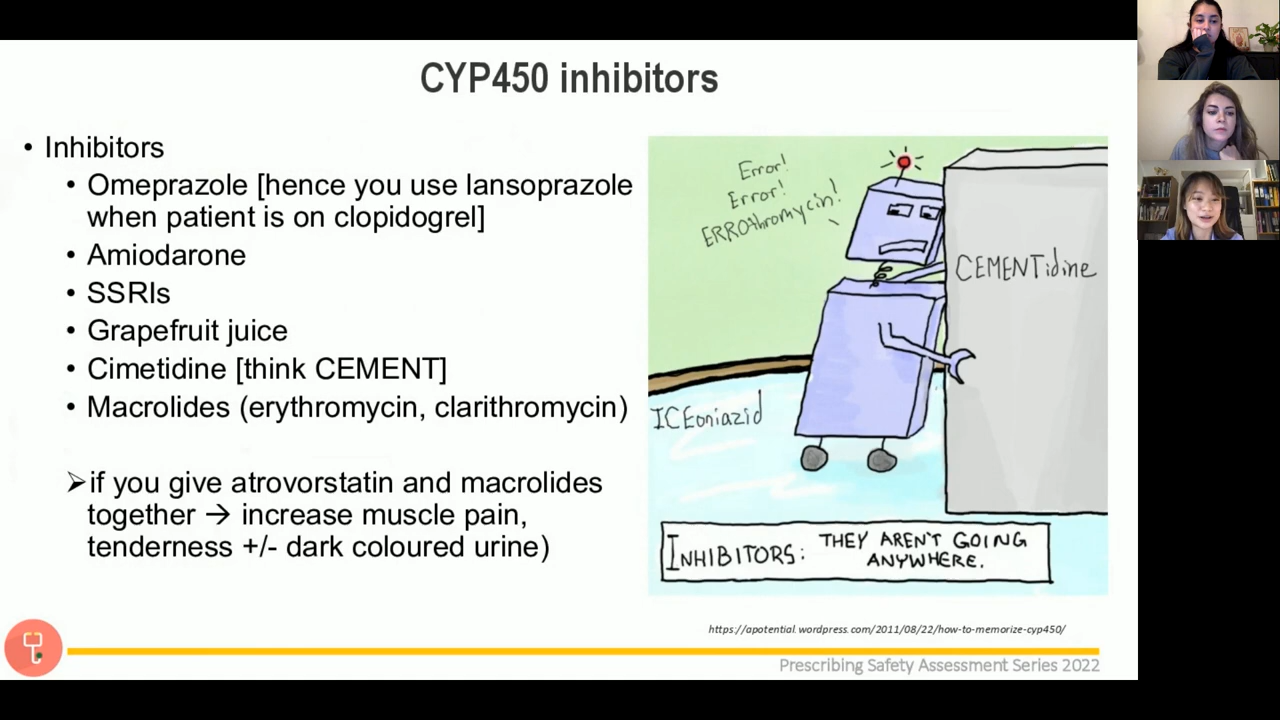 CYP450 inhibitors
• Inhibitors
• Omeprazole [hence you use lansoprazole
when patient is on clopidogrel]
• Amiodarone
• SSRIs
• Grapefruit juice
• Cimetidine [think CEMENT]
• Macrolides (erythromycin, clarithromycin)
➢if you give atrovorstatin and macrolides
together → increase muscle pain,
tenderness +/- dark coloured urine)
Error!
Error!
ERROthromycin!
CEMENTidine
ICEoniazid
INHIBITORS: THEY AREN'T GOING
ANYWHERE.
https://apotential.wordpress.com/2011/08/22/how-to-memorize-cyp450/
Prescribing Safety Assessment Series 2022